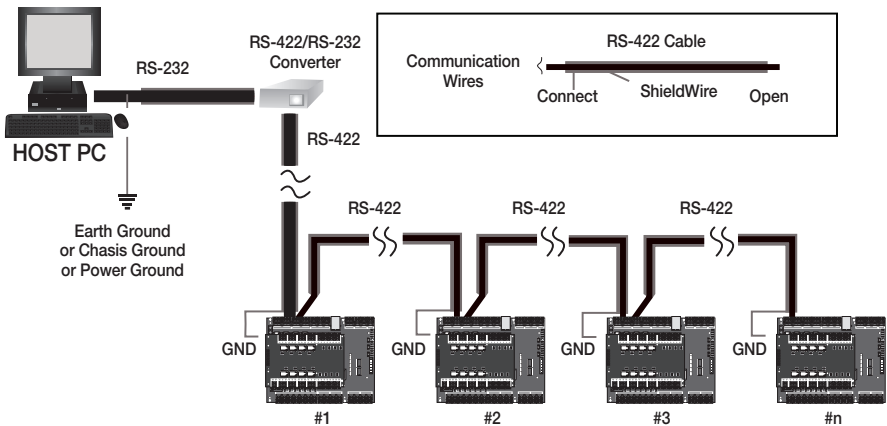 RS-232
RS-422/RS-232
Converter
RS-422 Cable
Communication
Wires
Connect
ShieldWire
Open
HOST PC
RS-422
Earth Ground
or Chasis Ground
or Power Ground
RS-422
RS-422
RS-422
GND
GND
GND
GND
#1
#2
#3
#n